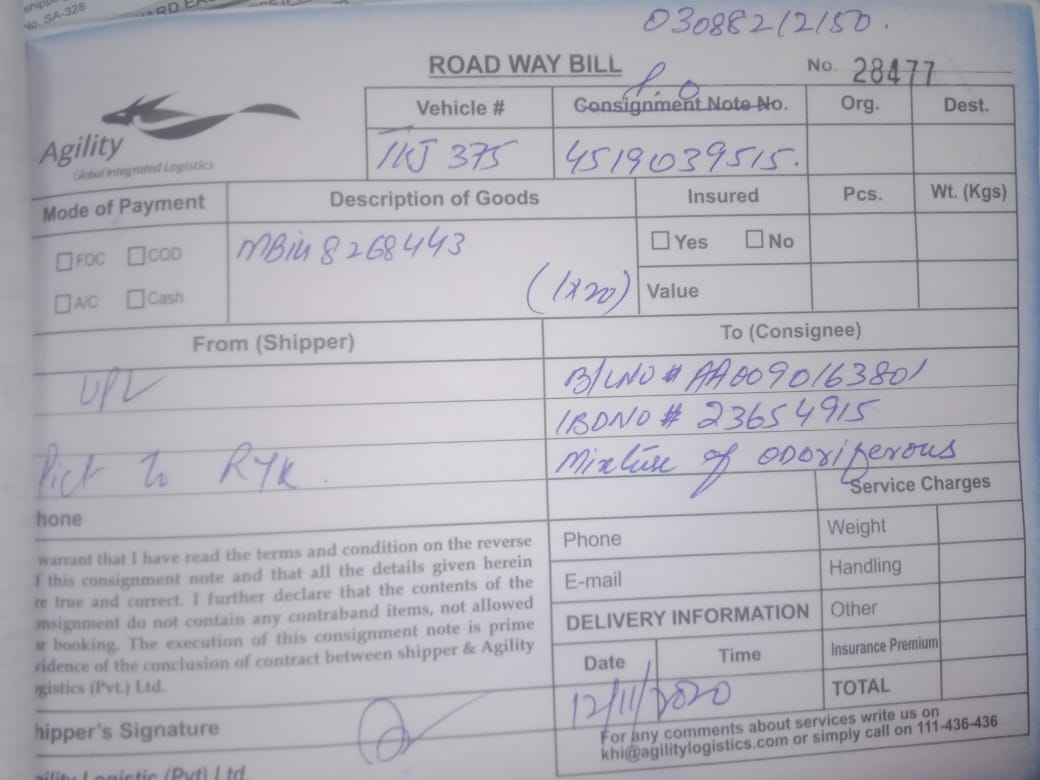 No. SA-328
03088212150.
ROAD WAY BILL
No. 28477
P.O
Vehicle #
Consignment Note No.
Org.
Dest.
Agility
Global Integrated Logistics
TKJ 375
4519039515.
Mode of Payment
Description of Goods
Insured
Pcs.
Wt. (Kgs)
FOC
COD
A/C
Cash
MBiU 8268443
(1x20)
Yes
No
Value
From (Shipper)
To (Consignee)
UPL
B/LNO # AA0090163801
IBDNO # 23654915
Pict to RYK.
Mixture of ODoriferous
Service Charges
hone
Phone
Weight
E-mail
Handling
warrant that I have read the terms and condition on the reverse
f this consignment note and that all the details given herein
re true and correct. I further declare that the contents of the
onsignment do not contain any contraband items, not allowed
or booking. The execution of this consignment note is prime
vidence of the conclusion of contract between shipper & Agility
ogistics (Pvt.) Ltd.
DELIVERY INFORMATION
Other
Date
Time
Insurance Premium
12/11/2020
TOTAL
hipper's Signature
For any comments about services write us on
khi@agilitylogistics.com or simply call on 111-436-436
gility Logistic (Pvt) Ltd